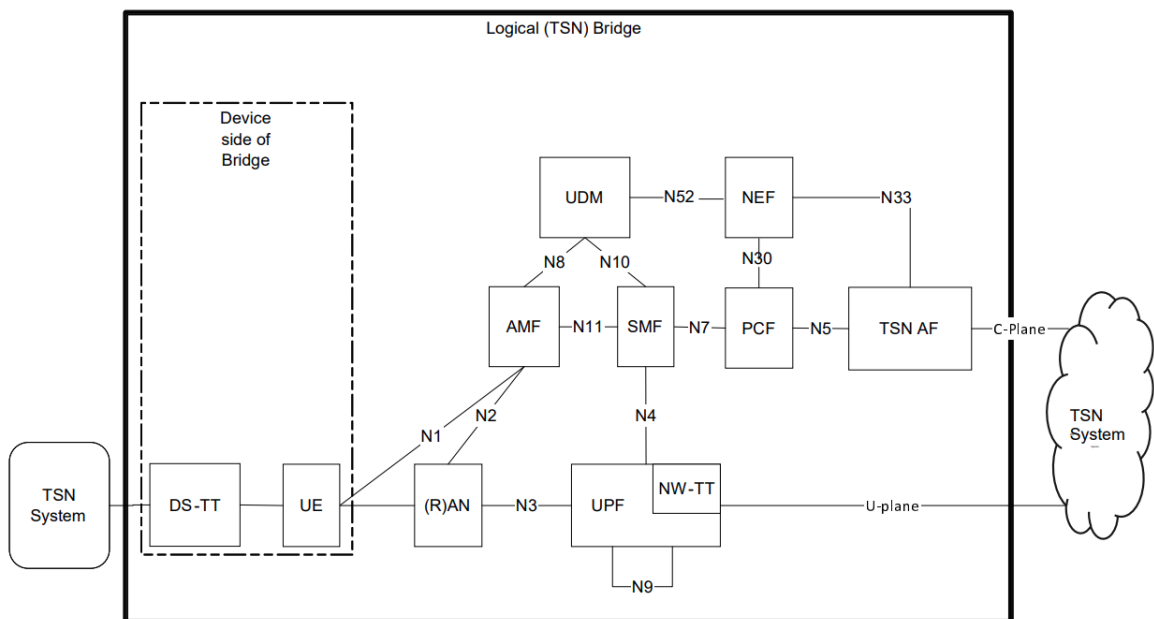 Logical (TSN) Bridge
Device
side of
Bridge
UDM
N52
NEF
N33
N8
N10
N30
AMF
N11
SMF
N7
PCF
N5
TSN AF
C-Plane
N1
N2
N4
TSN
System
TSN
System
DS-TT
UE
(R)AN
N3
UPF
NW-TT
U-plane
N9